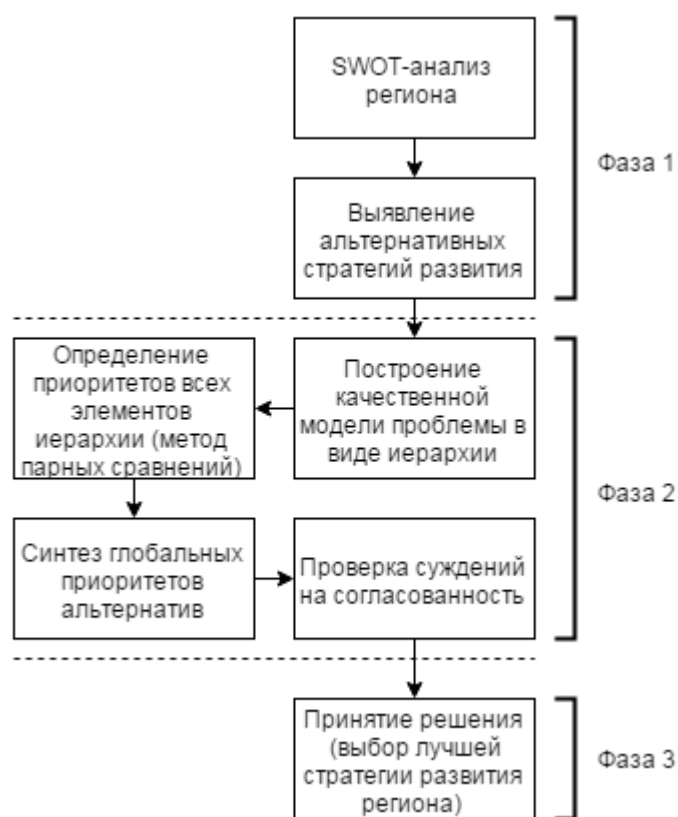 SWOT-анализ
региона
Фаза 1
Выявление
альтернативных
стратегий развития
Построение
качественной
модели проблемы в
виде иерархии
Определение
приоритетов всех
элементов
иерархии (метод
парных сравнений)
Фаза 2
Синтез глобальных
приоритетов
альтернатив
Проверка суждений
на согласованность
Принятие решения
(выбор лучшей
стратегии развития
региона)
Фаза 3